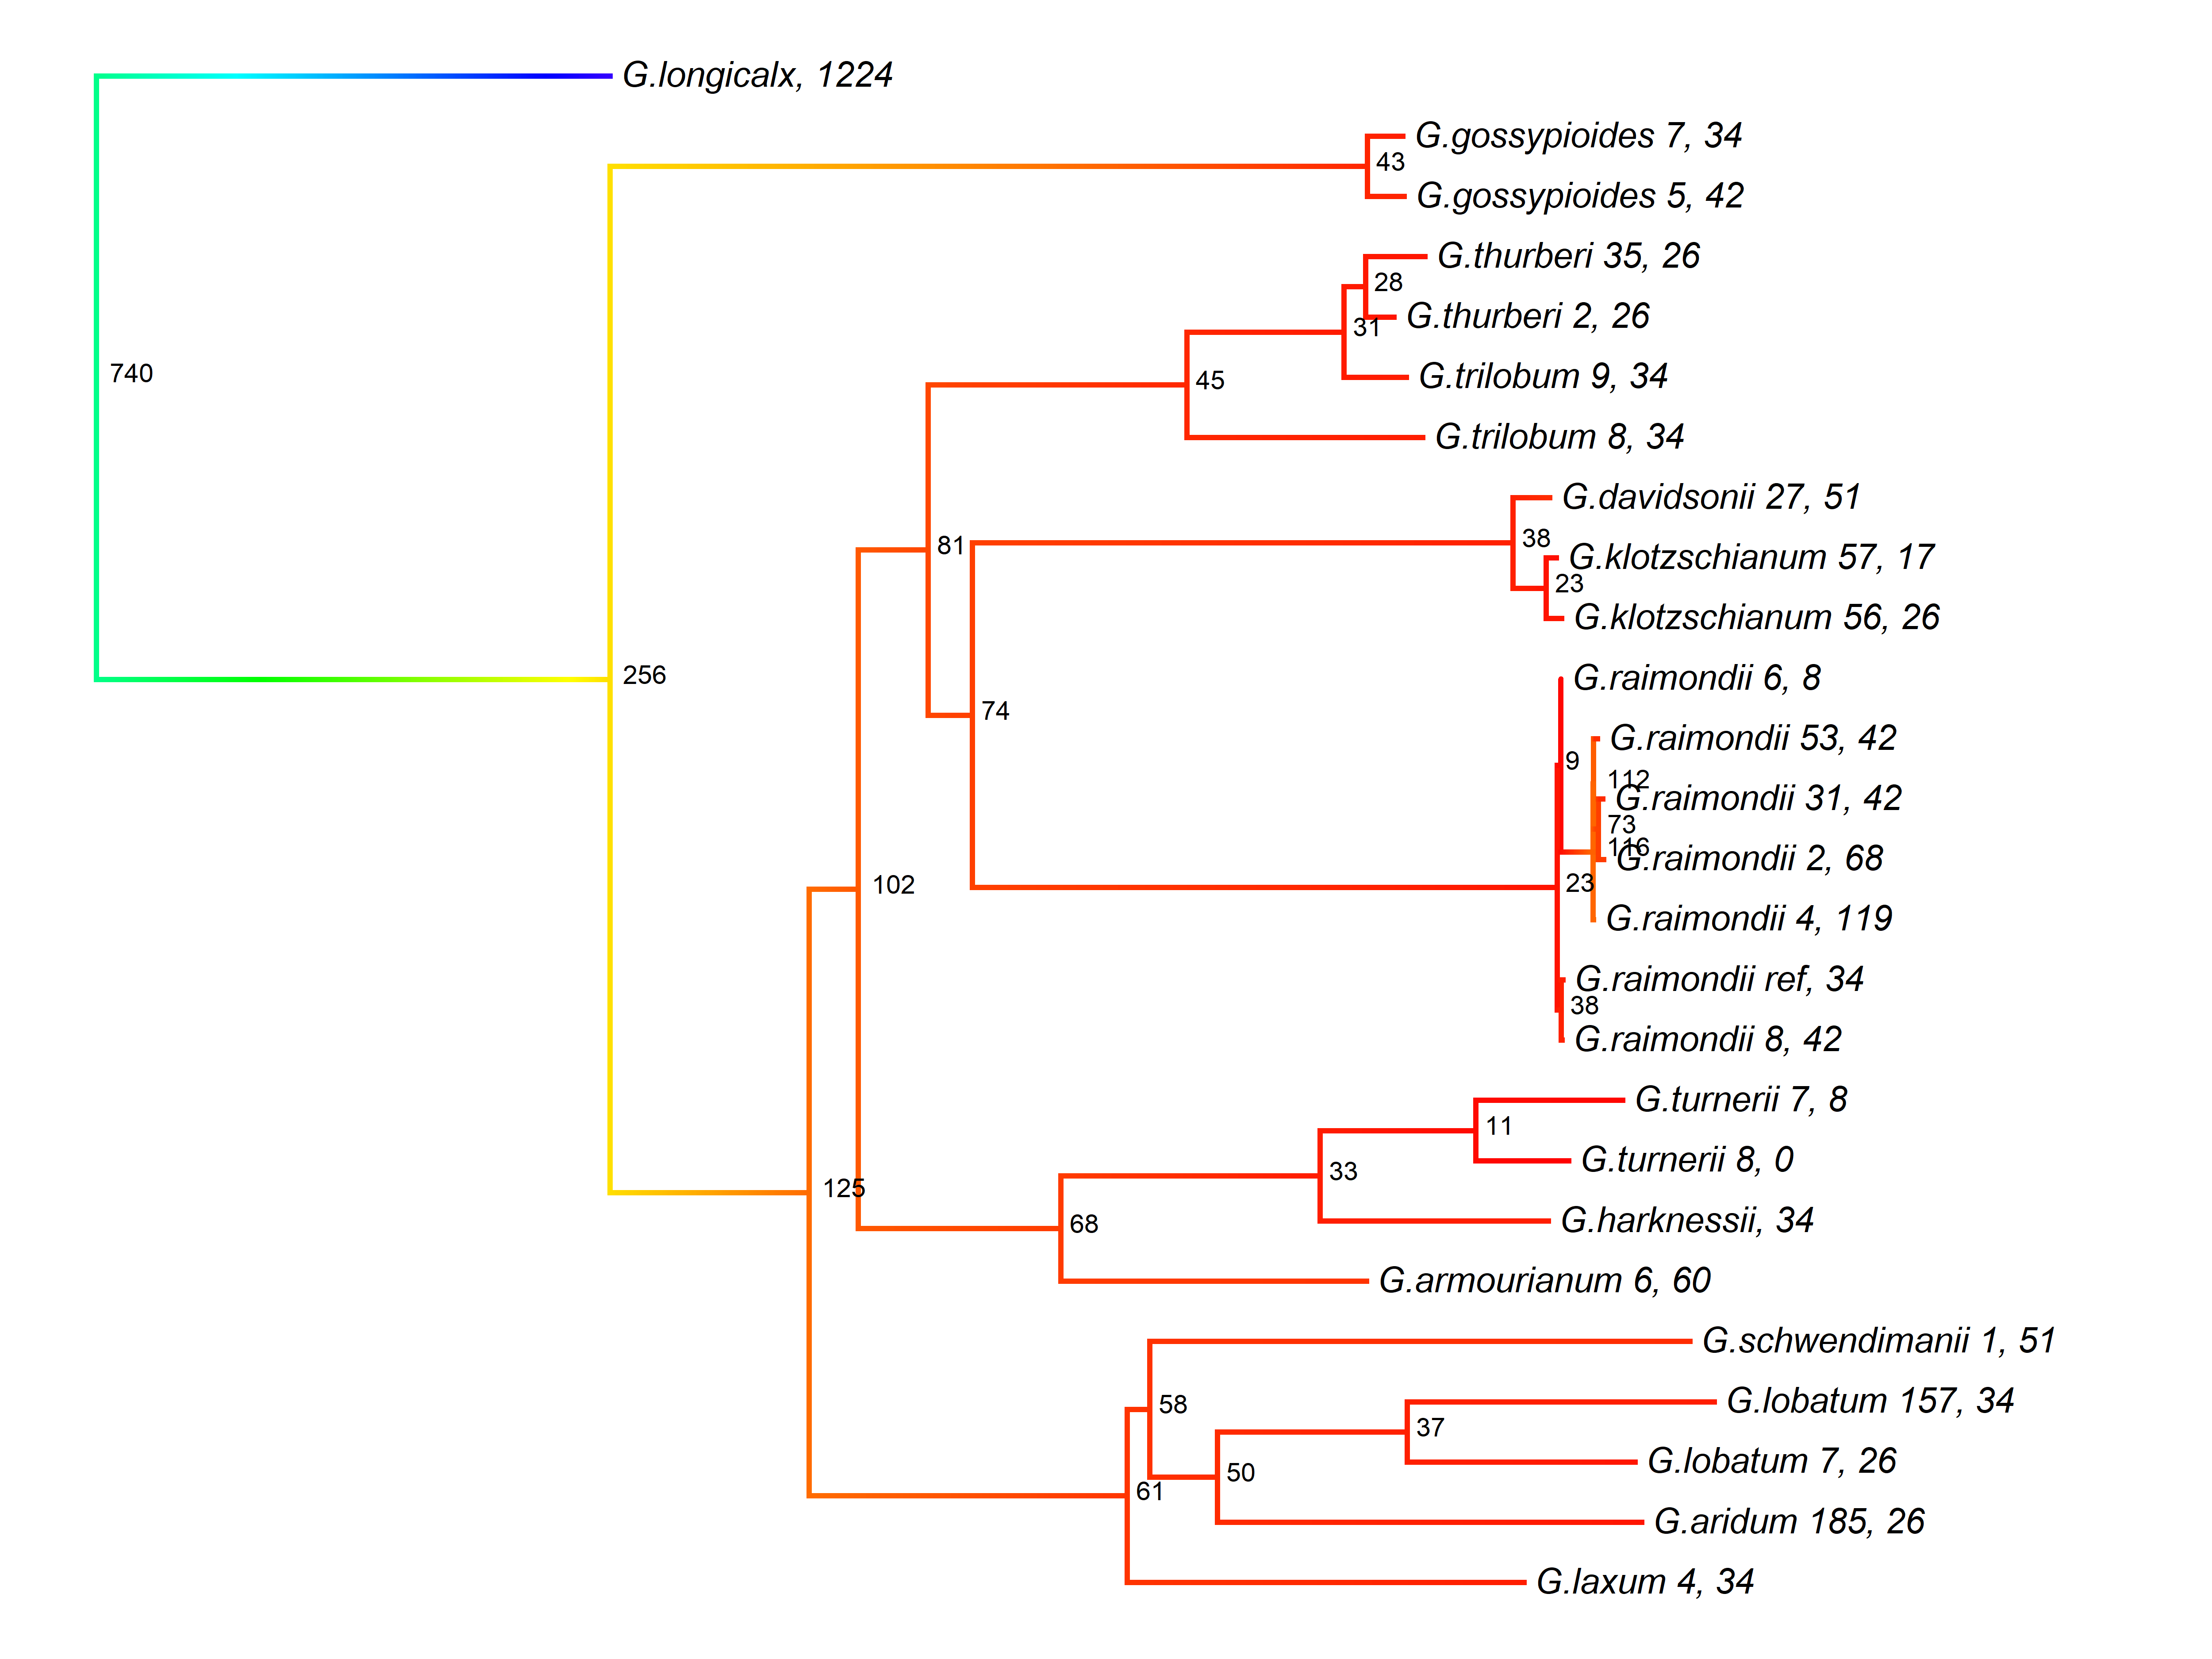 G.longicalx, 1224
G.gossypioides 7, 34
43
G.gossypioides 5, 42
G.thurberi 35, 26
28
G.thurberi 2, 26
31
740
G.trilobum 9, 34
45
G.trilobum 8, 34
G.davidsonii 27, 51
38
81
G.klotzschianum 57, 17
23
G.klotzschianum 56, 26
256
G.raimondii 6, 8
74
G.raimondii 53, 42
9
112
G.raimondii 31, 42
73
116
G.raimondii 2, 68
102
23
G.raimondii 4, 119
G.raimondii ref, 34
38
G.raimondii 8, 42
G.turnerii 7, 8
11
G.turnerii 8, 0
33
125
G.harknessii, 34
68
G.armourianum 6, 60
G.schwendimanii 1, 51
58
G.lobatum 157, 34
37
G.lobatum 7, 26
50
61
G.aridum 185, 26
G.laxum 4, 34